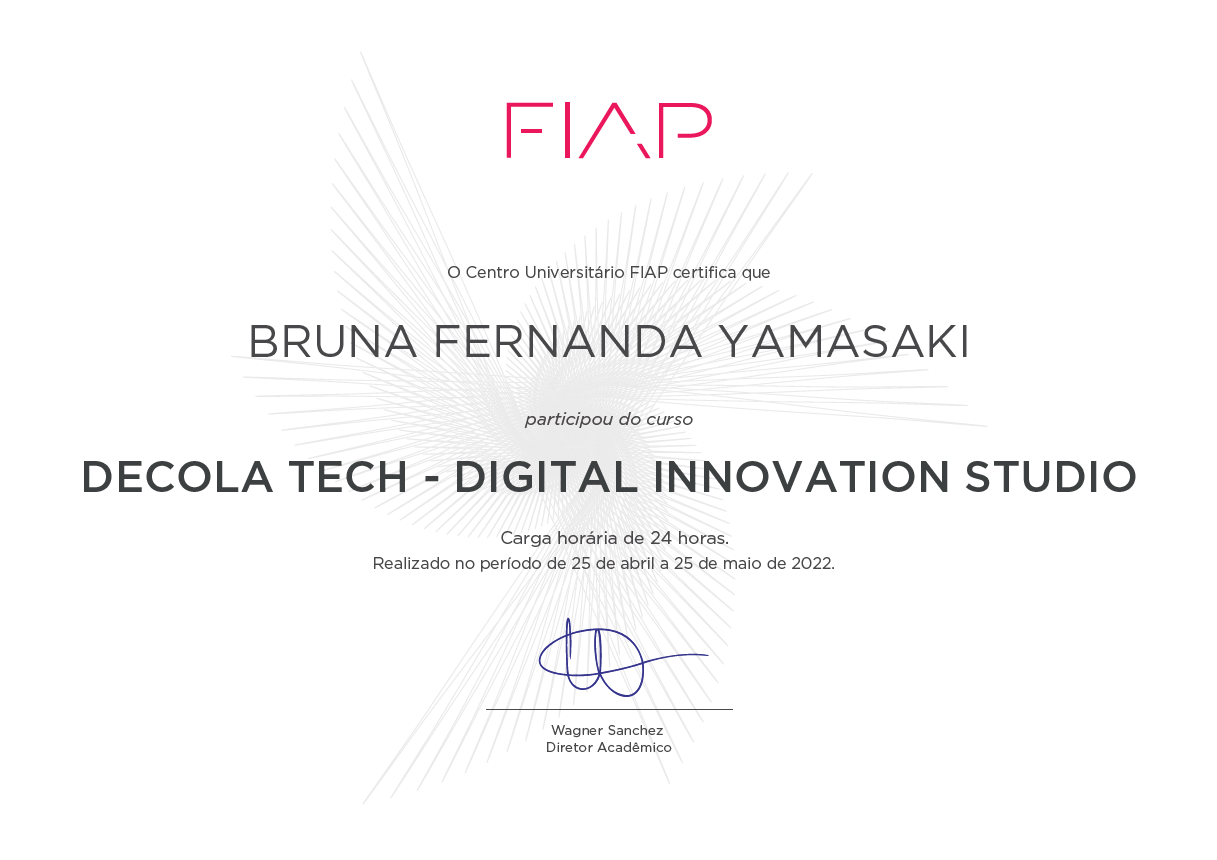 FIAP
O Centro Universitário FIAP certifica que
BRUNA FERNANDA YAMASAKI
participou do curso
DECOLA TECH - DIGITAL INNOVATION STUDIO
Carga horária de 24 horas.
Realizado no período de 25 de abril a 25 de maio de 2022.
Wagner Sanchez
Diretor Acadêmico